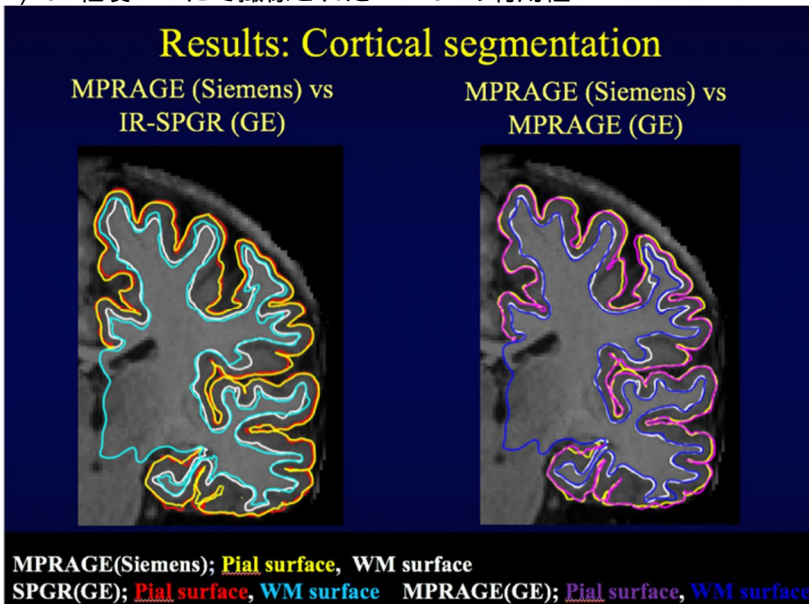 Results: Cortical segmentation
MPRAGE (Siemens) vs
IR-SPGR (GE)
MPRAGE (Siemens) vs
MPRAGE (GE)
MPRAGE(Siemens); Pial surface, WM surface
SPGR(GE); Pial surface, WM surface MPRAGE(GE); Pial surface, WM surface